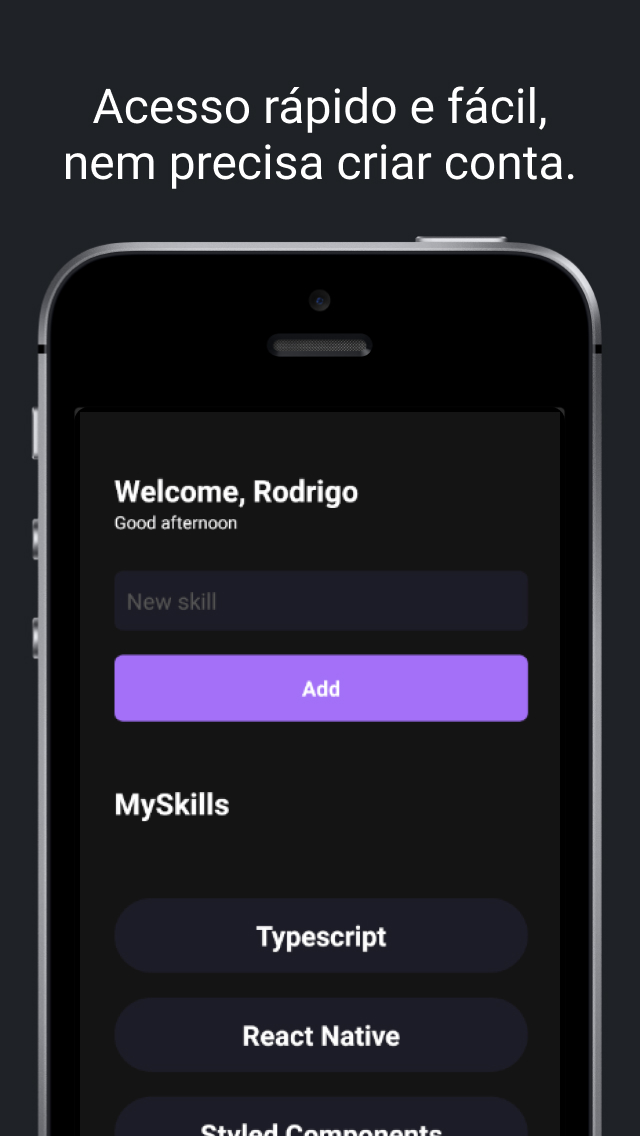 Acesso rápido e fácil,
nem precisa criar conta.
Welcome, Rodrigo
Good afternoon
New skill
Add
MySkills
Typescript
React Native
Styled Components